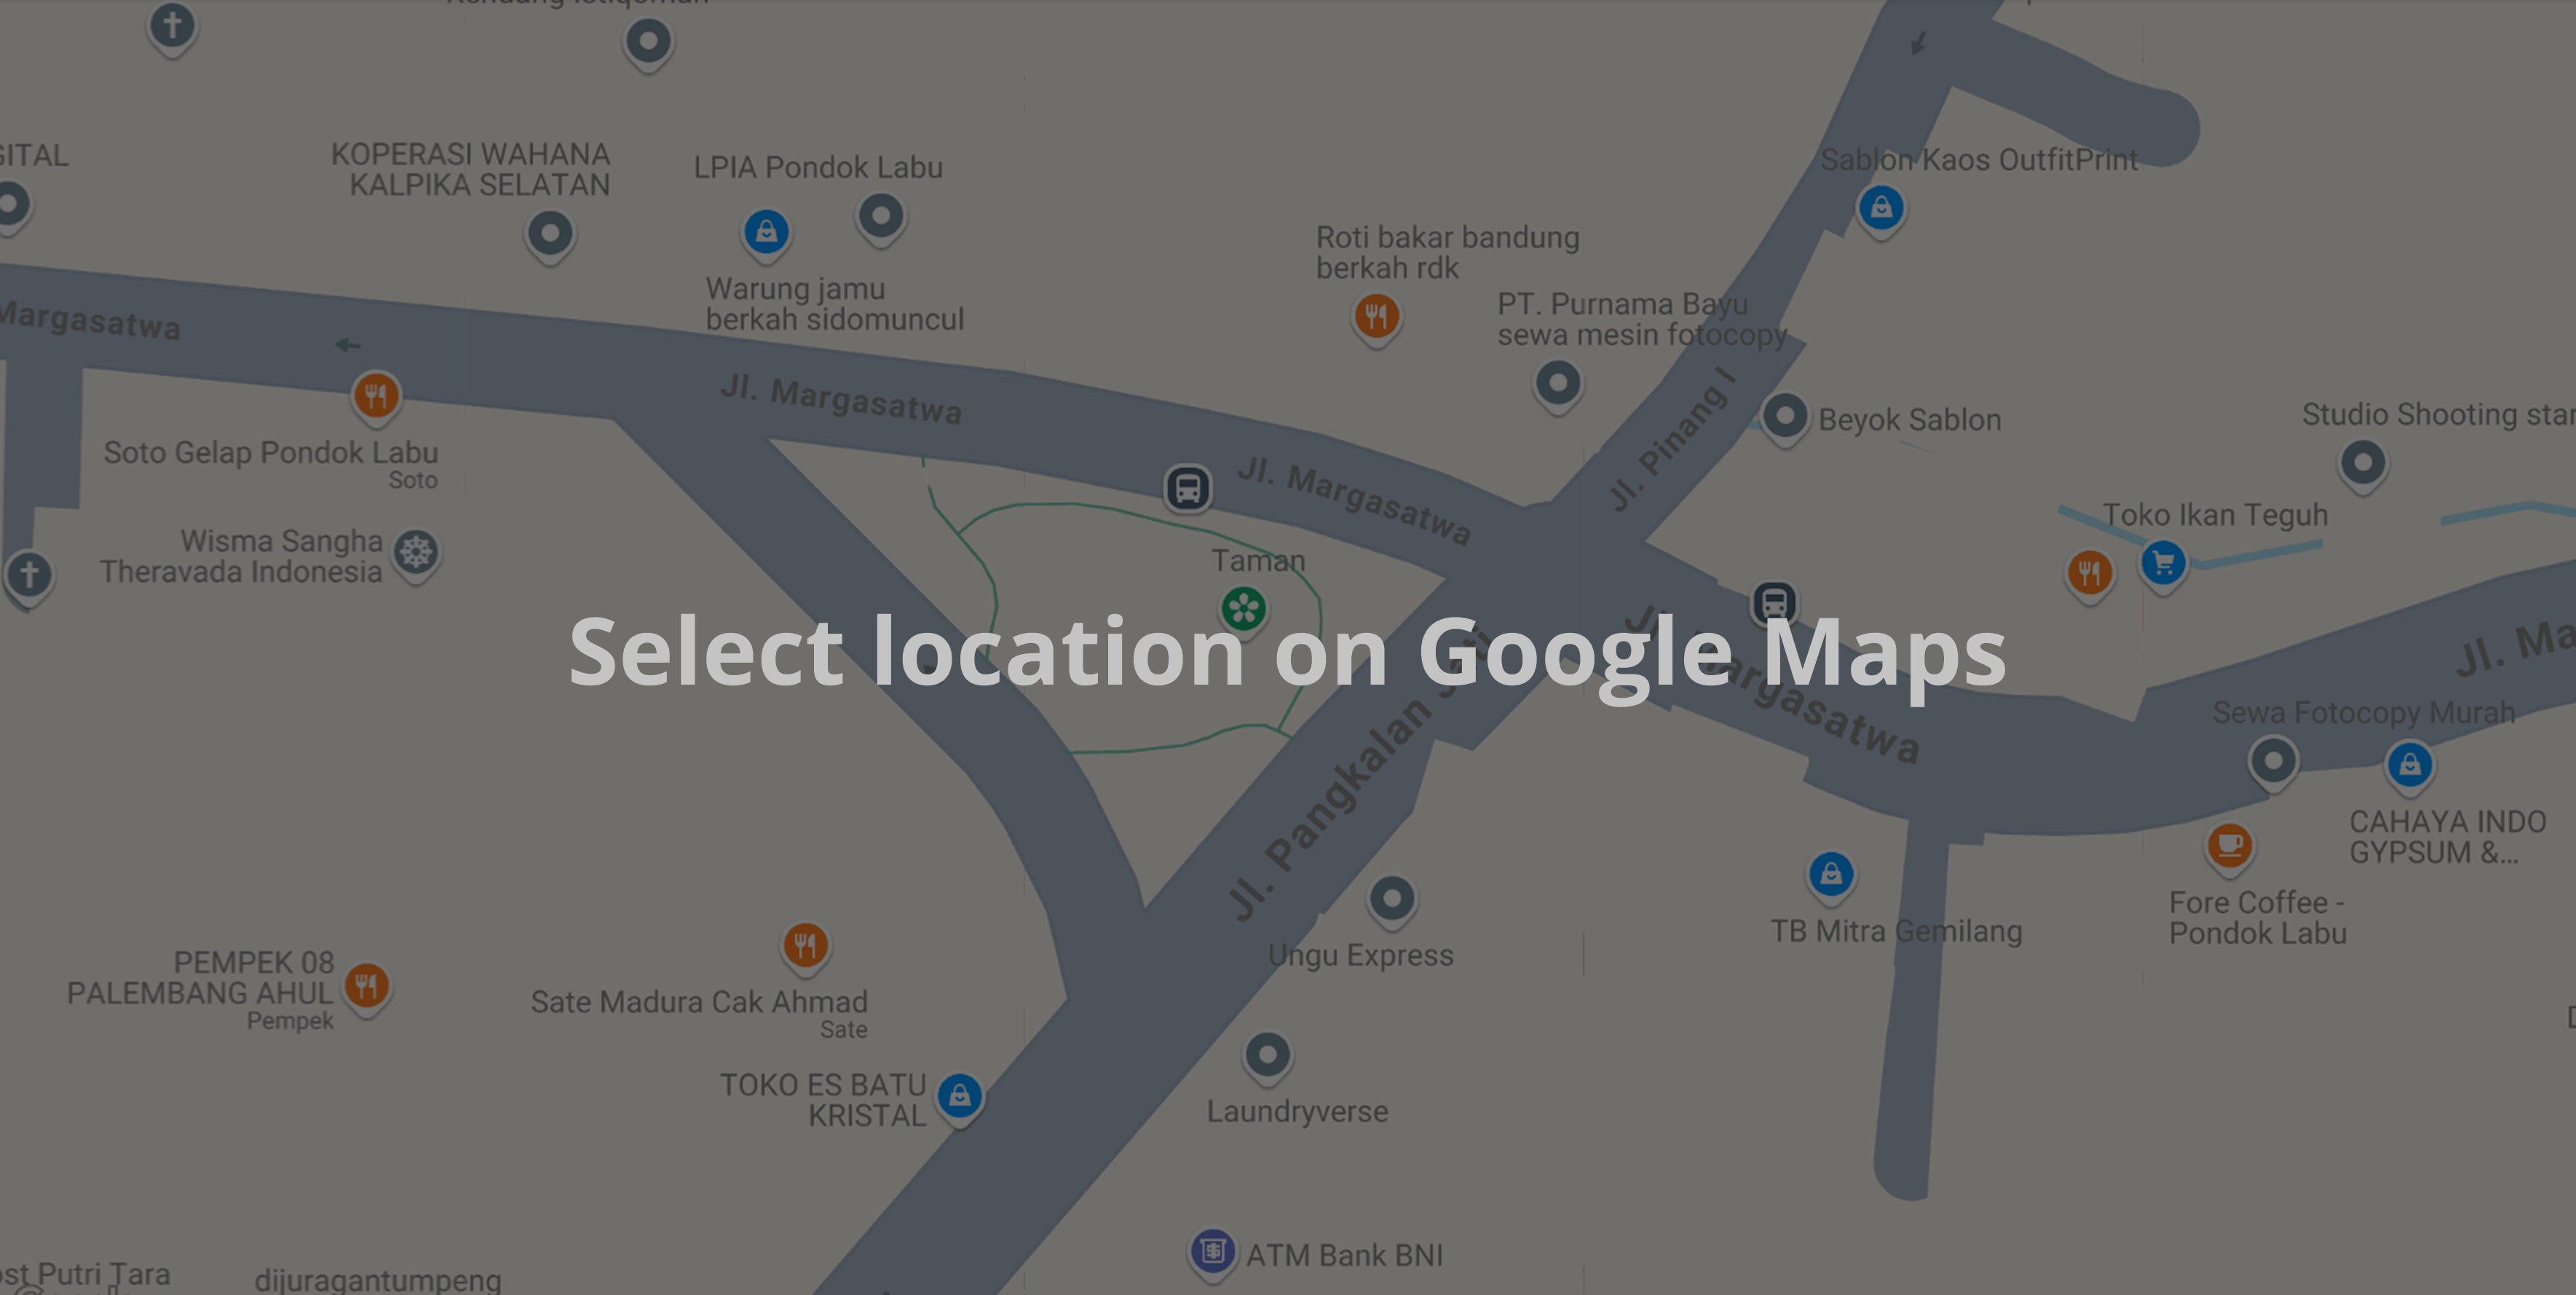 GITAL
KOPERASI WAHANA
KALPIKA SELATAN
LPIA Pondok Labu
Sablon Kaos OutfitPrint
Roti bakar bandung
berkah rdk
Warung jamu
berkah sidomuncul
PT. Purnama Bayu
sewa mesin fotocopy
Margasatwa
Jl. Margasatwa
Jl. Pinang I
Beyok Sablon
Studio Shooting star
Soto Gelap Pondok Labu
Soto
Jl. Margasatwa
Toko Ikan Teguh
Wisma Sangha
Theravada Indonesia
Taman
Select location on Google Maps
Jl. Margasatwa
Jl. Ma
Sewa Fotocopy Murah
Jl. Pangkalan Jati
CAHAYA INDO
GYPSUM &...
Fore Coffee -
Pondok Labu
TB Mitra Gemilang
Ungu Express
PEMPEK 08
PALEMBANG AHUL
Pempek
Sate Madura Cak Ahmad
Sate
TOKO ES BATU
KRISTAL
Laundryverse
ATM Bank BNI
ost Putri Tara
dijuragantumpeng